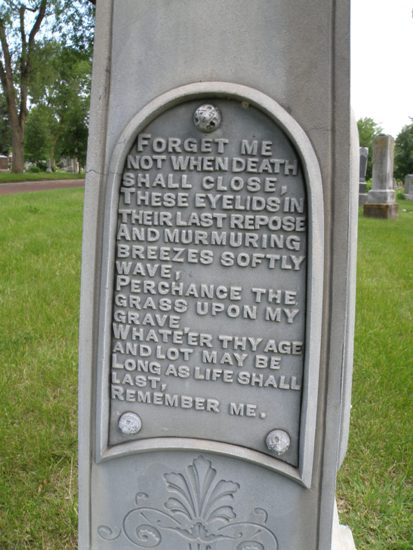 FORGET ME
NOT WHEN DEATH
SHALL CLOSE,
THESE EYELIDS IN
THEIR LAST REPOSE
AND MURMURING
BREEZES SOFTLY
WAVE,
PERCHANCE THE
GRASS UPON MY
GRAVE,
WHATE'ER THY AGE
AND LOT MAY BE
LONG AS LIFE SHALL
LAST,
REMEMBER ME.